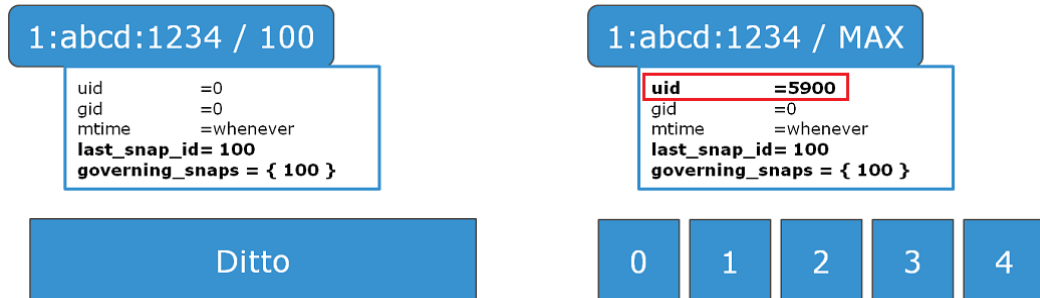 1:abcd:1234 / 100
uid =0
gid =0
mtime =whenever
last_snap_id= 100
governing_snaps = { 100 }
Ditto
1:abcd:1234 / MAX
uid =5900
gid =0
mtime =whenever
last_snap_id= 100
governing_snaps = { 100 }
0 1 2 3 4